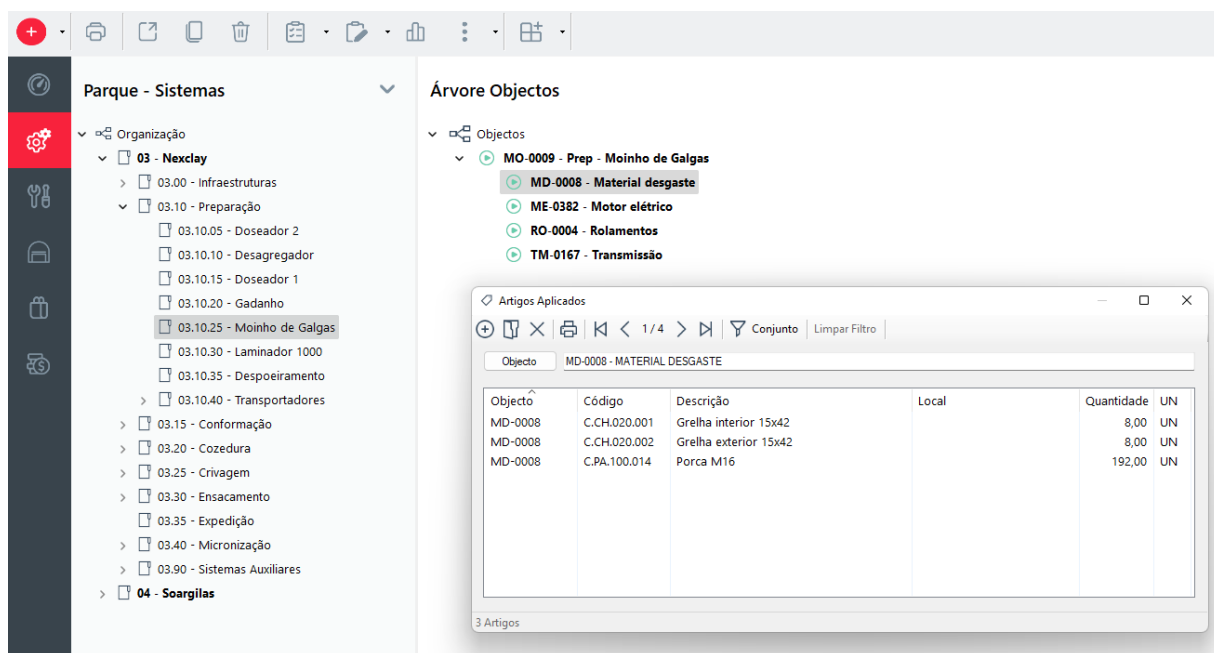 Parque - Sistemas
Organização
03 - Nexclay
03.00 - Infraestruturas
03.10 - Preparação
03.10.05 - Doseador 2
03.10.10 - Desagregador
03.10.15 - Doseador 1
03.10.20 - Gadanho
03.10.25 - Moinho de Galgas
03.10.30 - Laminador 1000
03.10.35 - Despoeiramento
03.10.40 - Transportadores
03.15 - Conformação
03.20 - Cozedura
03.25 - Crivagem
03.30 - Ensacamento
03.35 - Expedição
03.40 - Micronização
03.90 - Sistemas Auxiliares
04 - Soargilas
Árvore Objectos
Objectos
MO-0009 - Prep - Moinho de Galgas
MD-0008 - Material desgaste
ME-0382 - Motor elétrico
RO-0004 - Rolamentos
TM-0167 - Transmissão
Artigos Aplicados
1 / 4 Conjunto Limpar Filtro
Objecto MD-0008 - MATERIAL DESGASTE
Objecto Código Descrição Local Quantidade UN
MD-0008 C.CH.020.001 Grelha interior 15x42 8,00 UN
MD-0008 C.CH.020.002 Grelha exterior 15x42 8,00 UN
MD-0008 C.PA.100.014 Porca M16 192,00 UN
3 Artigos